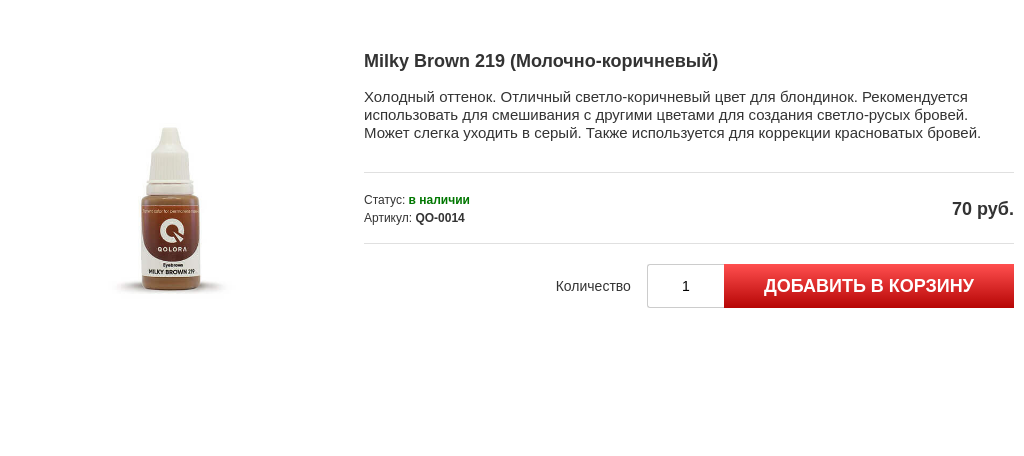 Milky Brown 219 (Молочно-коричневый)
Холодный оттенок. Отличный светло-коричневый цвет для блондинок. Рекомендуется
использовать для смешивания с другими цветами для создания светло-русых бровей.
Может слегка уходить в серый. Также используется для коррекции красноватых бровей.
Статус: в наличии
Артикул: QO-0014
70 руб.
Количество
1
ДОБАВИТЬ В КОРЗИНУ
QOLORA
Eyebrows
MILKY BROWN 219